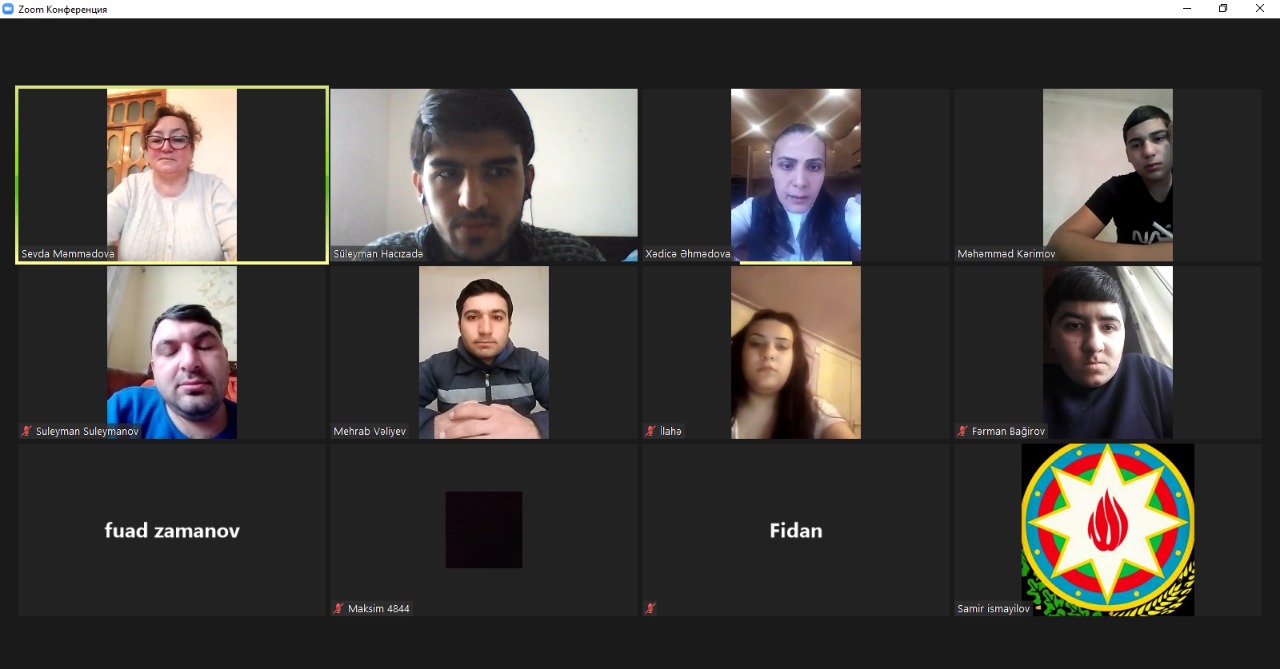 Zoom Конференция
Sevda Məmmədova
Süleyman Hacızadə
Xədicə Əhmədova
Məhəmməd Kərimov
NASA
Suleyman Suleymanov
Mehrab Vəliyev
İlahə
Fərman Bağirov
fuad zamanov
Maksim 4844
Fidan
Samir ismayilov